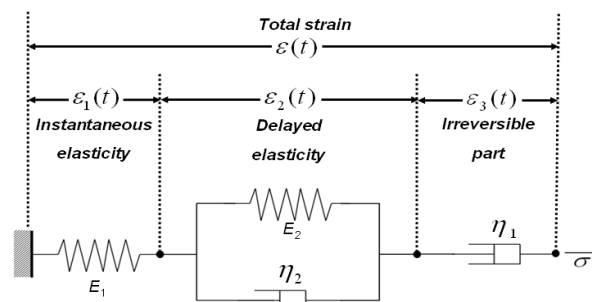 Total strain
ε(t)
ε₁(t) ε₂(t) ε₃(t)
Instantaneous elasticity
Delayed elasticity
Irreversible part
E₁
E₂
η₂
η₁
σ